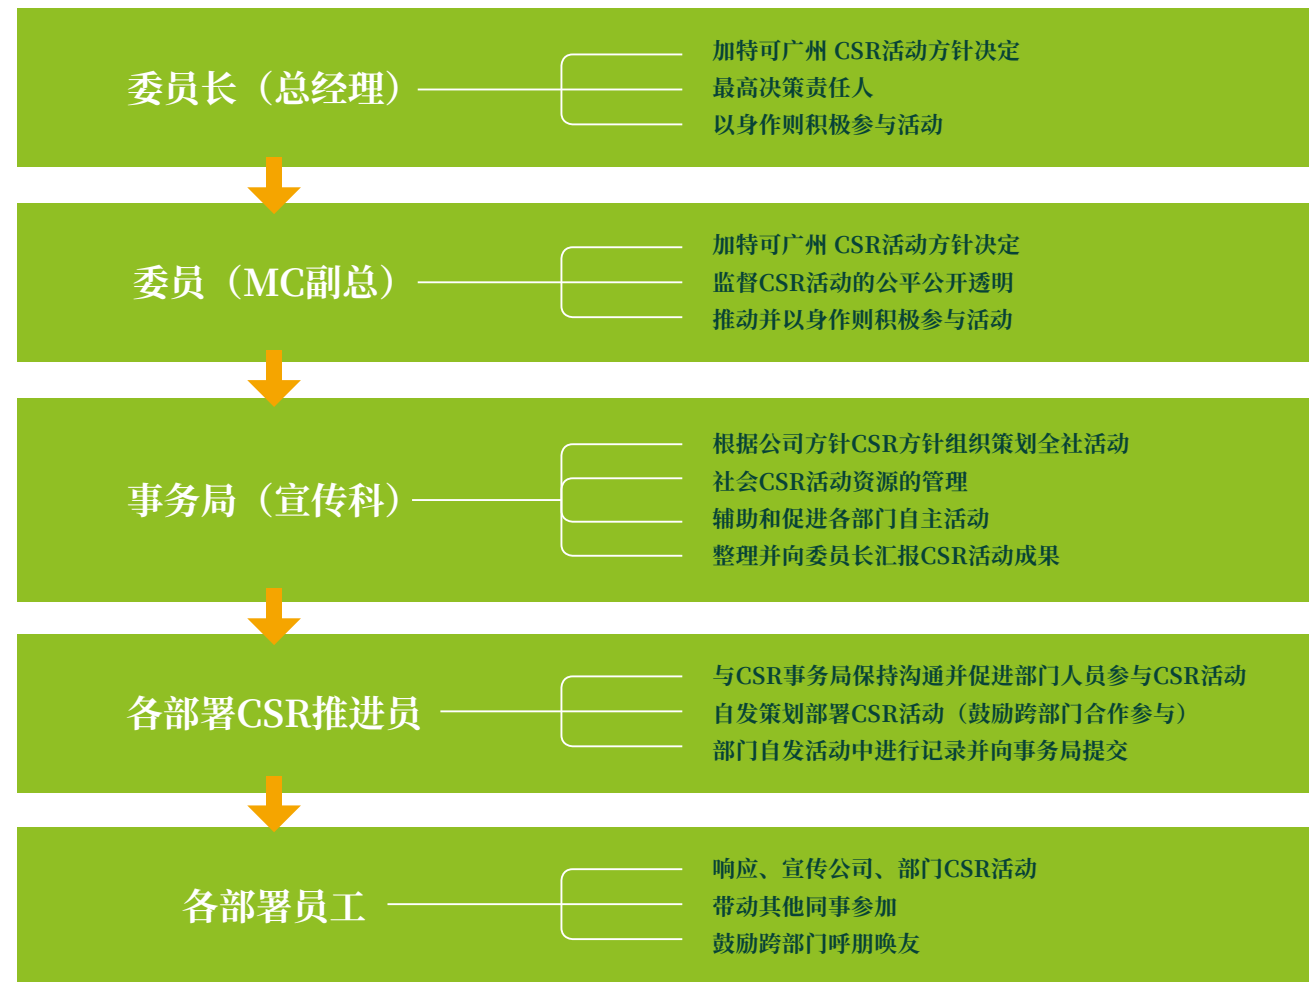 委员长（总经理）
加特可广州 CSR活动方针决定
最高决策责任人
以身作则积极参与活动
委员（MC副总）
加特可广州 CSR活动方针决定
监督CSR活动的公平公开透明
推动并以身作则积极参与活动
事务局（宣传科）
根据公司方针CSR方针组织策划全社活动
社会CSR活动资源的管理
辅助和促进各部门自主活动
整理并向委员长汇报CSR活动成果
各部署CSR推进员
与CSR事务局保持沟通并促进部门人员参与CSR活动
自发策划部署CSR活动（鼓励跨部门合作参与）
部门自发活动中进行记录并向事务局提交
各部署员工
响应、宣传公司、部门CSR活动
带动其他同事参加
鼓励跨部门呼朋唤友